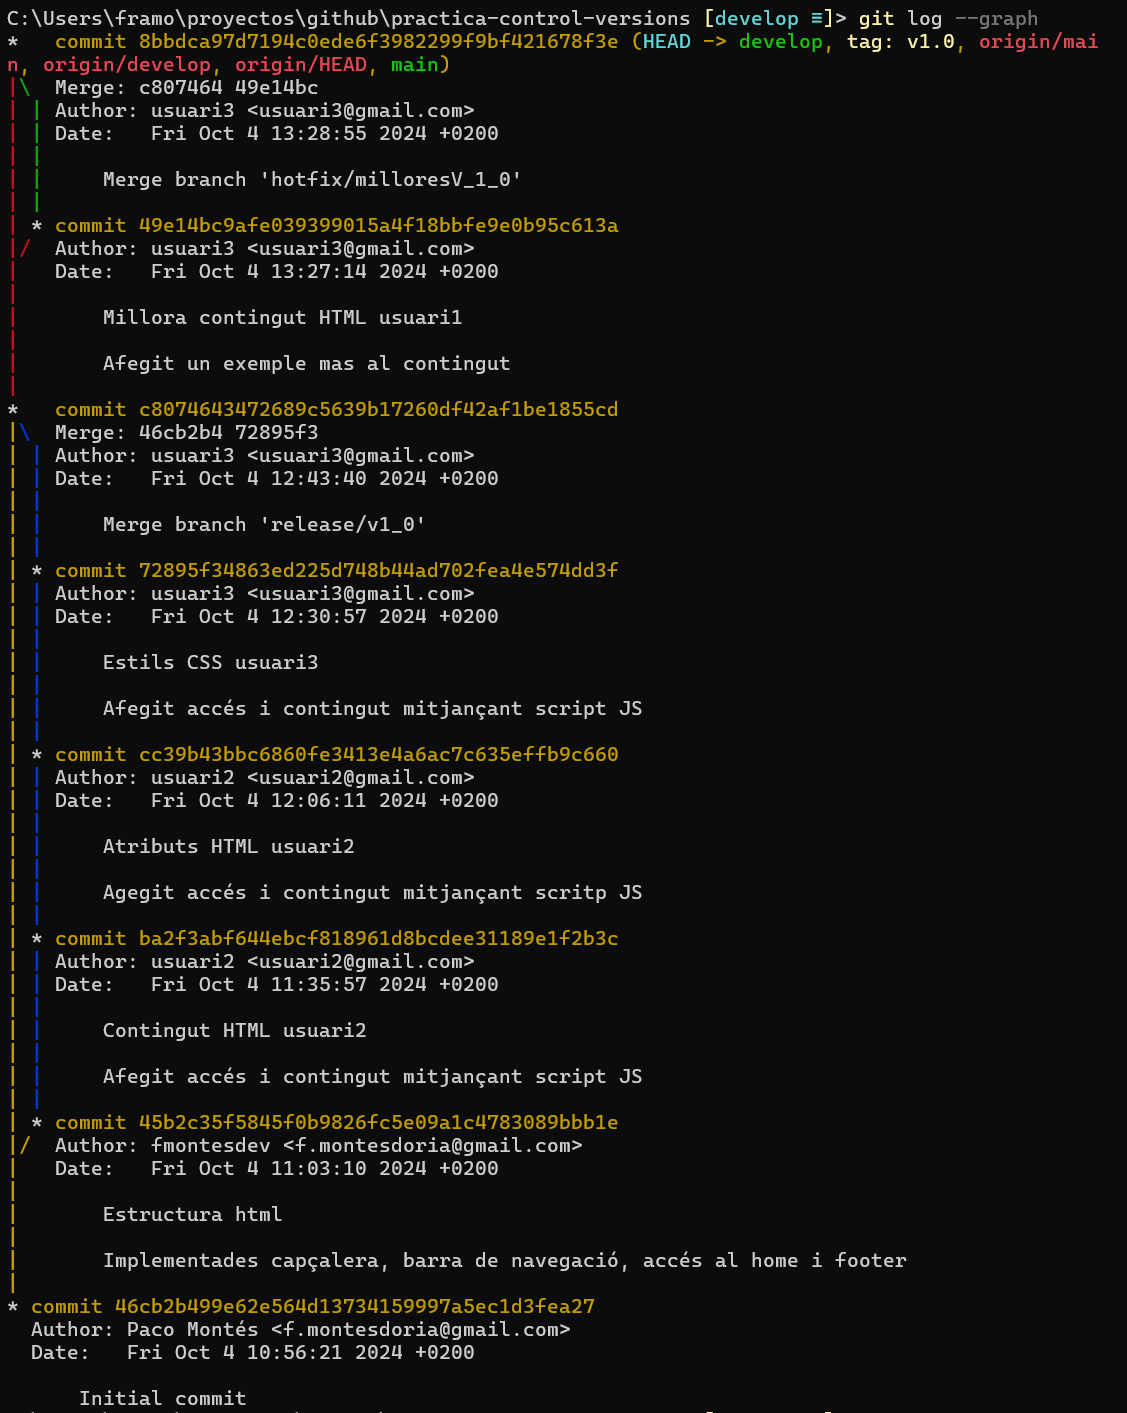 C:\Users\framo\proyectos\github\practica-control-versions [develop ≡]> git log --graph
*   commit 8bbdca97d7194c0ede6f3982299f9bf421678f3e (HEAD -> develop, tag: v1.0, origin/mai
n, origin/develop, origin/HEAD, main)
|\  Merge: c807464 49e14bc
| | Author: usuari3 <usuari3@gmail.com>
| | Date:   Fri Oct 4 13:28:55 2024 +0200
| |
| |     Merge branch 'hotfix/milloresV_1_0'
| |
| * commit 49e14bc9afe039399015a4f18bbfe9e0b95c613a
|/  Author: usuari3 <usuari3@gmail.com>
|   Date:   Fri Oct 4 13:27:14 2024 +0200
|
|       Millora contingut HTML usuari1
|
|       Afegit un exemple mas al contingut
|
*   commit c8074643472689c5639b17260df42af1be1855cd
|\  Merge: 46cb2b4 72895f3
| | Author: usuari3 <usuari3@gmail.com>
| | Date:   Fri Oct 4 12:43:40 2024 +0200
| |
| |     Merge branch 'release/v1_0'
| |
| * commit 72895f34863ed225d748b44ad702fea4e574dd3f
| | Author: usuari3 <usuari3@gmail.com>
| | Date:   Fri Oct 4 12:30:57 2024 +0200
| |
| |     Estils CSS usuari3
| |
| |     Afegit accés i contingut mitjançant script JS
| |
| * commit cc39b43bbc6860fe3413e4a6ac7c635effb9c660
| | Author: usuari2 <usuari2@gmail.com>
| | Date:   Fri Oct 4 12:06:11 2024 +0200
| |
| |     Atributs HTML usuari2
| |
| |     Agegit accés i contingut mitjançant scritp JS
| |
| * commit ba2f3abf644ebcf818961d8bcdee31189e1f2b3c
| | Author: usuari2 <usuari2@gmail.com>
| | Date:   Fri Oct 4 11:35:57 2024 +0200
| |
| |     Contingut HTML usuari2
| |
| |     Afegit accés i contingut mitjançant script JS
| |
| * commit 45b2c35f5845f0b9826fc5e09a1c4783089bbb1e
|/  Author: fmontesdev <f.montesdoria@gmail.com>
|   Date:   Fri Oct 4 11:03:10 2024 +0200
|
|       Estructura html
|
|       Implementades capçalera, barra de navegació, accés al home i footer
|
* commit 46cb2b499e62e564d13734159997a5ec1d3fea27
  Author: Paco Montés <f.montesdoria@gmail.com>
  Date:   Fri Oct 4 10:56:21 2024 +0200

      Initial commit